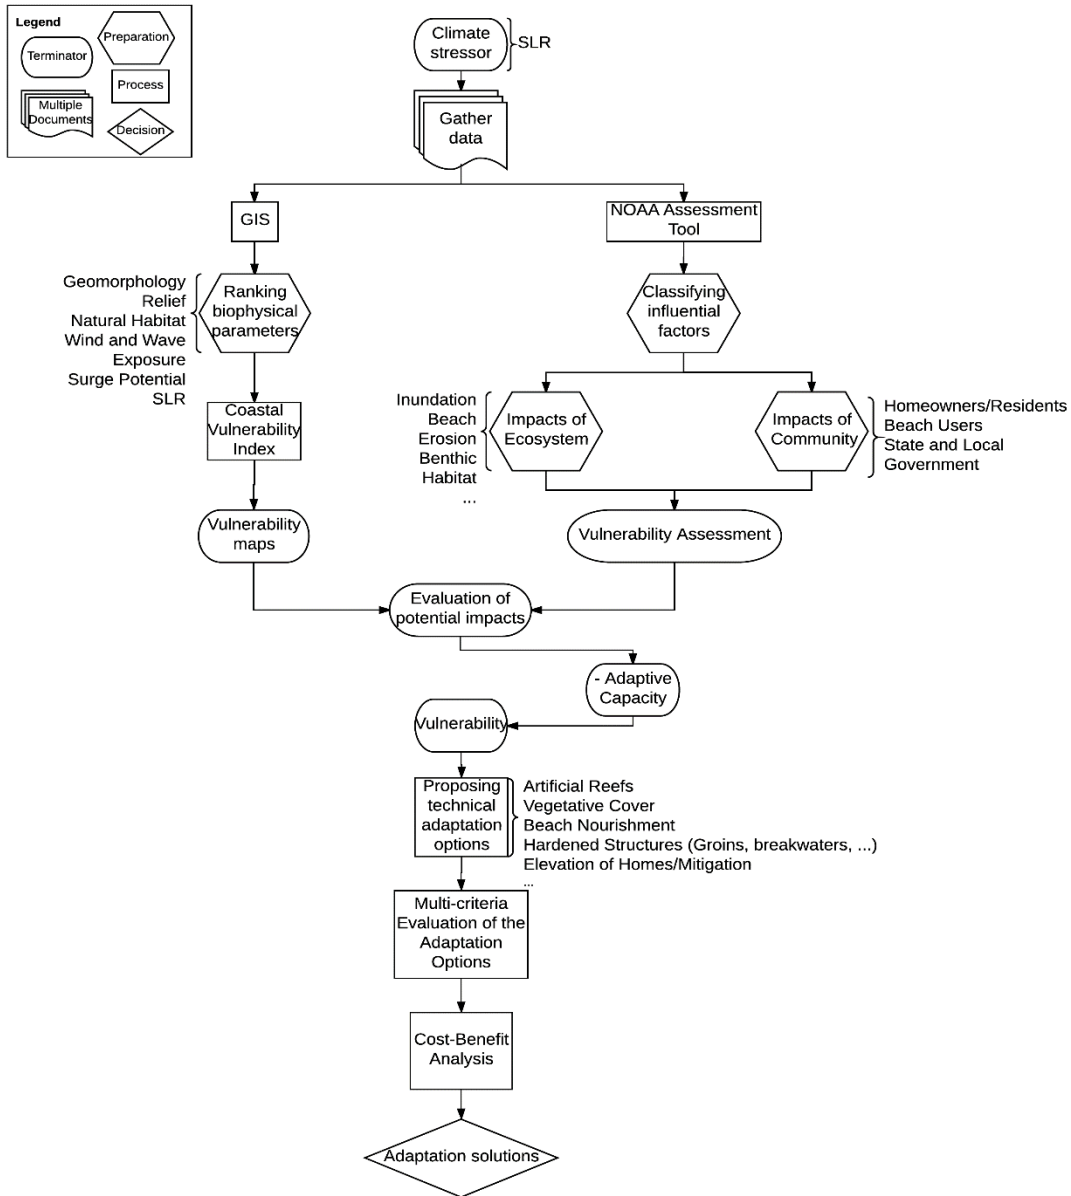 Legend
Preparation
Terminator
Process
Multiple
Documents
Decision
Climate
stressor
SLR
Gather
data
GIS
NOAA Assessment
Tool
Geomorphology
Relief
Natural Habitat
Wind and Wave
Exposure
Surge Potential
SLR
Ranking
biophysical
parameters
Classifying
influential
factors
Coastal
Vulnerability
Index
Inundation
Beach
Erosion
Benthic
Habitat
...
Impacts of
Ecosystem
Impacts of
Community
Homeowners/Residents
Beach Users
State and Local
Government
Vulnerability
maps
Vulnerability Assessment
Evaluation of
potential impacts
- Adaptive
Capacity
Vulnerability
Proposing
technical
adaptation
options
Artificial Reefs
Vegetative Cover
Beach Nourishment
Hardened Structures (Groins, breakwaters, ...)
Elevation of Homes/Mitigation
...
Multi-criteria
Evaluation of the
Adaptation
Options
Cost-Benefit
Analysis
Adaptation solutions